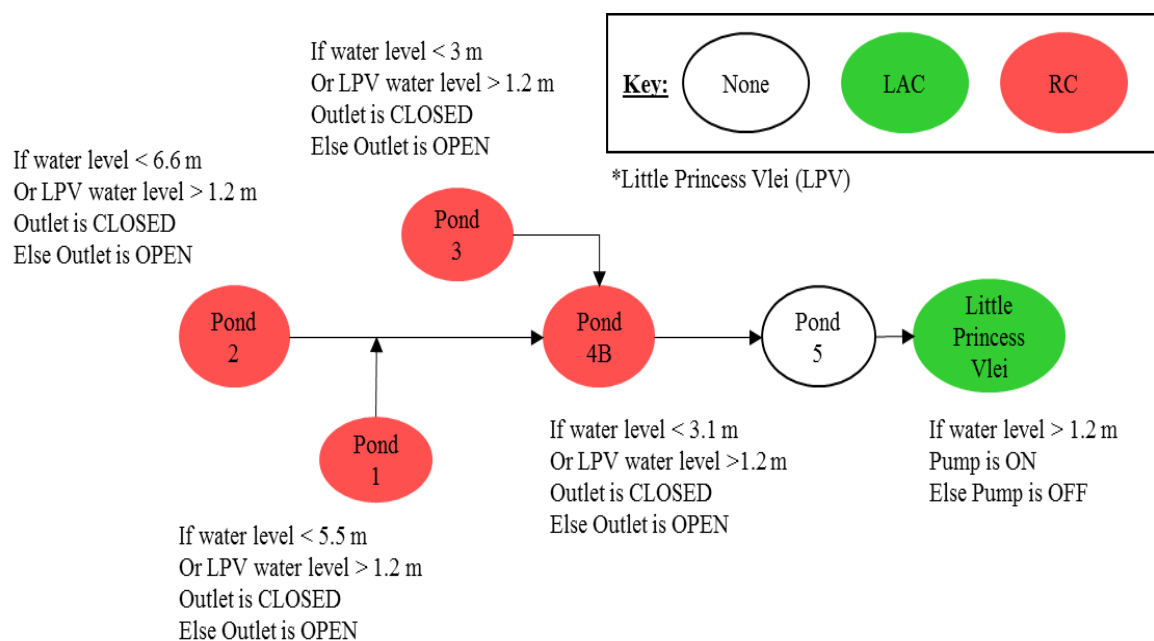 If water level < 3 m
Or LPV water level > 1.2 m
Outlet is CLOSED
Else Outlet is OPEN
Key:
None
LAC
RC
*Little Princess Vlei (LPV)
If water level < 6.6 m
Or LPV water level > 1.2 m
Outlet is CLOSED
Else Outlet is OPEN
Pond
3
Pond
2
Pond
4B
Pond
5
Little
Princess
Vlei
Pond
1
If water level < 3.1 m
Or LPV water level >1.2 m
Outlet is CLOSED
Else Outlet is OPEN
If water level > 1.2 m
Pump is ON
Else Pump is OFF
If water level < 5.5 m
Or LPV water level > 1.2 m
Outlet is CLOSED
Else Outlet is OPEN